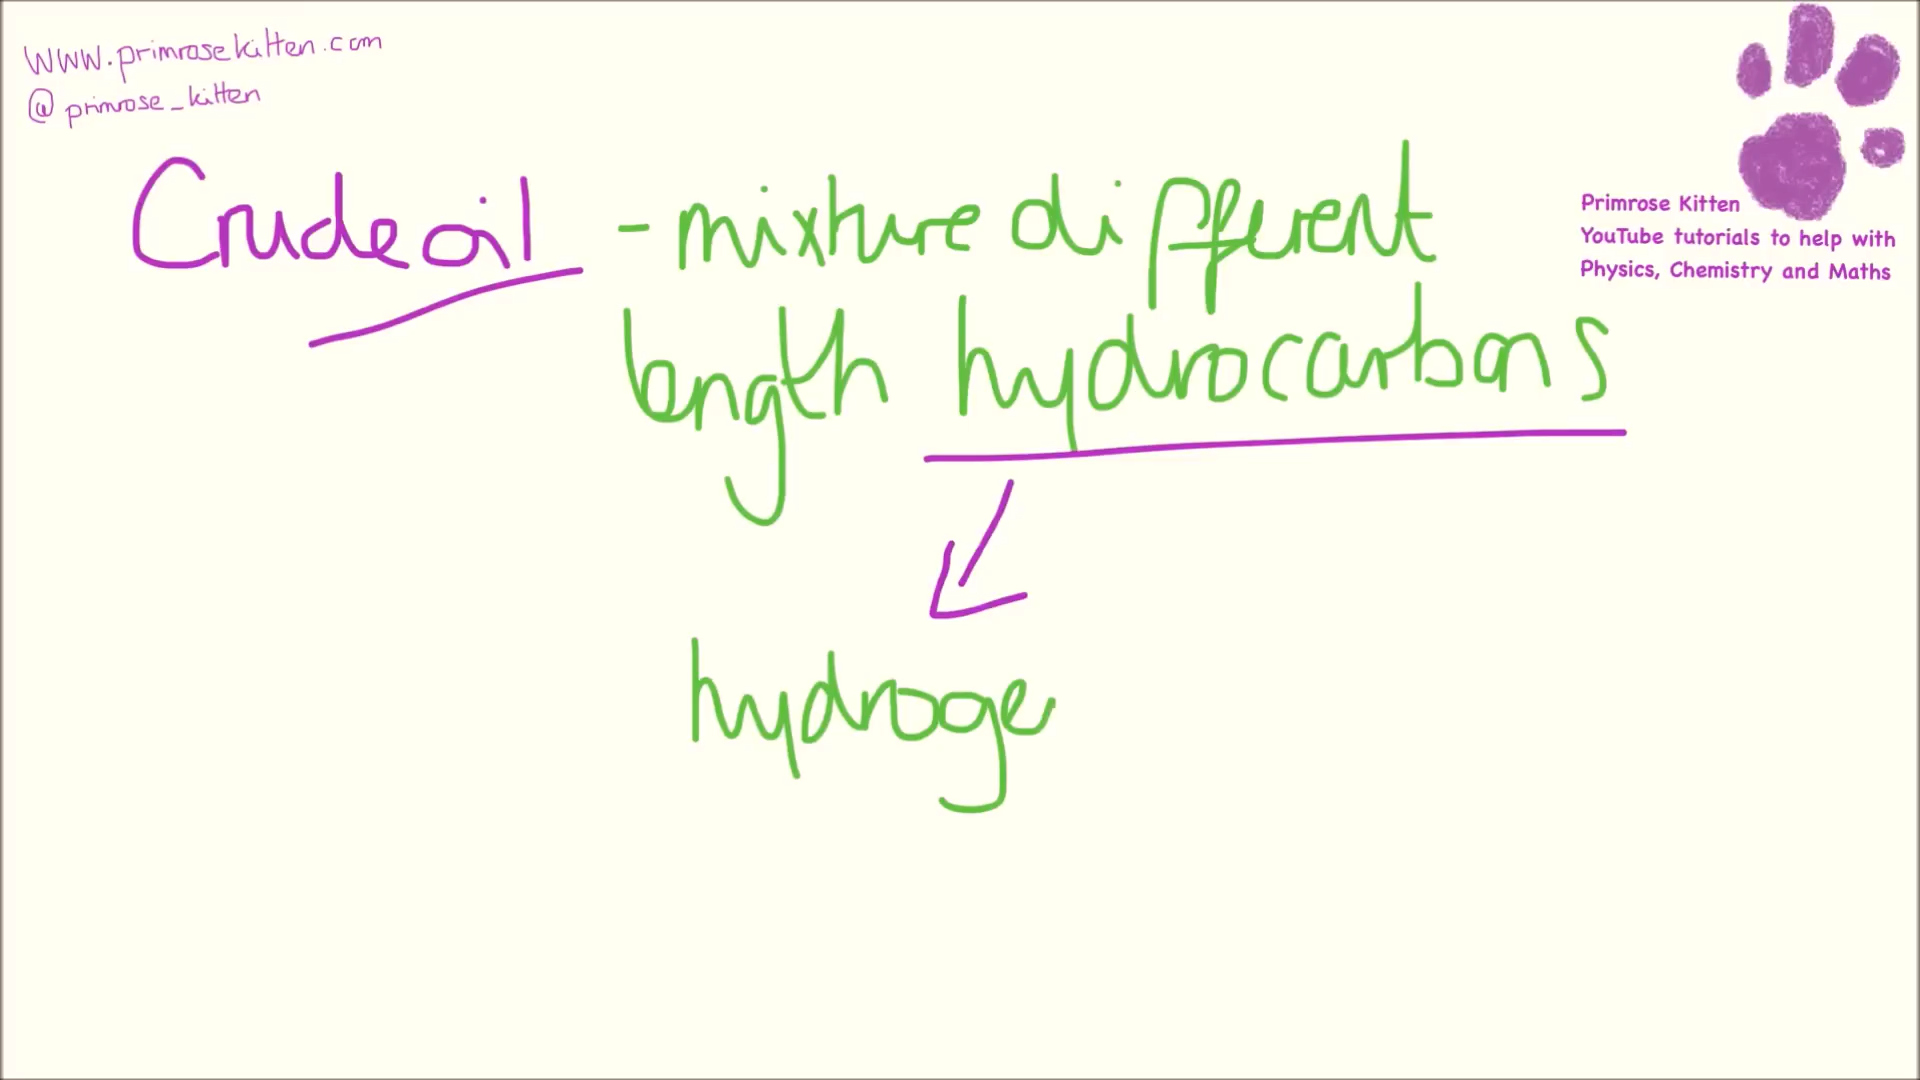 www.primrosekitten.com
@primrose_kitten
Crude oil - mixture different
length hydrocarbons
hydroge
Primrose Kitten
YouTube tutorials to help with
Physics, Chemistry and Maths